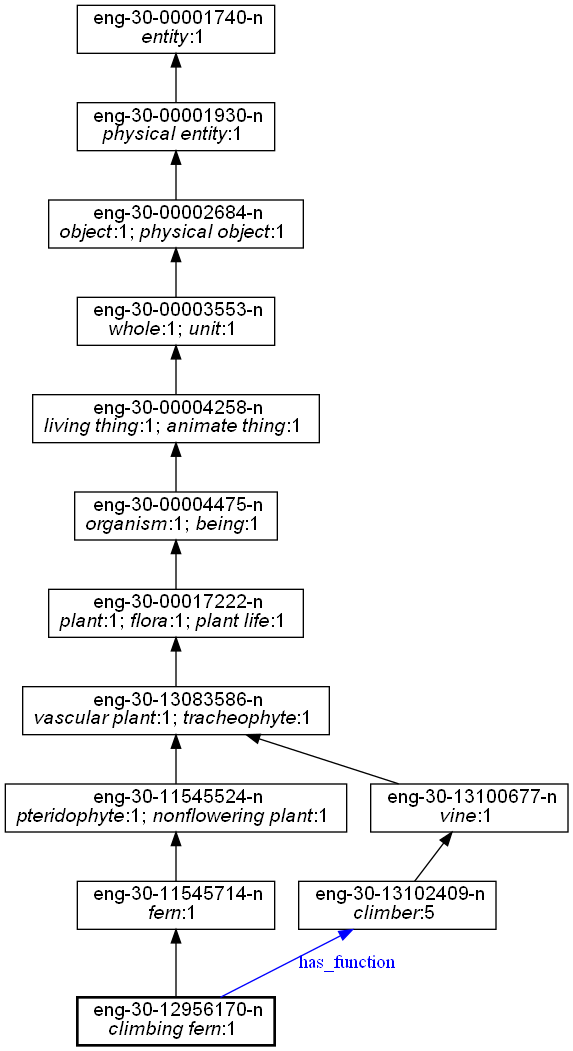 eng-30-00001740-n
entity:1
eng-30-00001930-n
physical entity:1
eng-30-00002684-n
object:1; physical object:1
eng-30-00003553-n
whole:1; unit:1
eng-30-00004258-n
living thing:1; animate thing:1
eng-30-00004475-n
organism:1; being:1
eng-30-00017222-n
plant:1; flora:1; plant life:1
eng-30-13083586-n
vascular plant:1; tracheophyte:1
eng-30-11545524-n
pteridophyte:1; nonflowering plant:1
eng-30-13100677-n
vine:1
eng-30-11545714-n
fern:1
eng-30-13102409-n
climber:5
has_function
eng-30-12956170-n
climbing fern:1